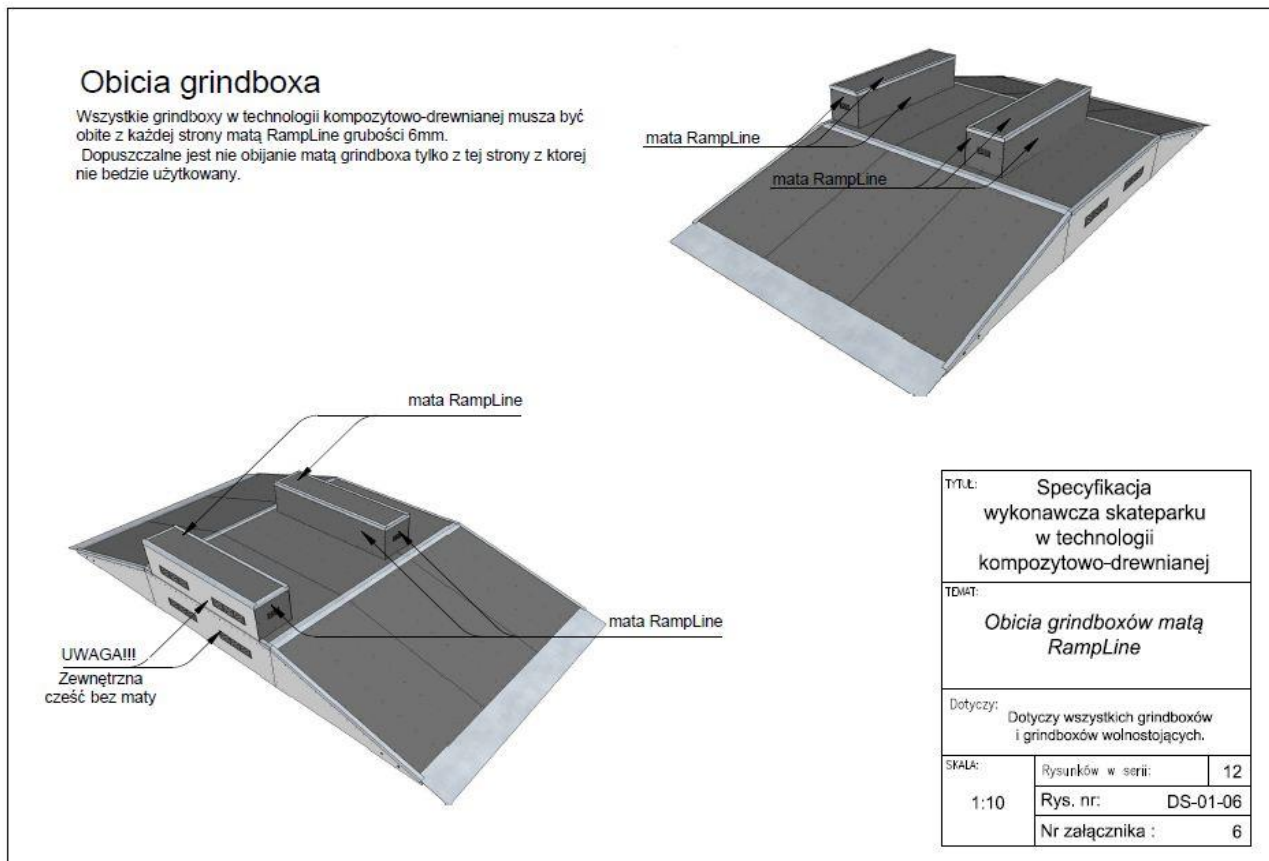 Obicia grindboxa
Wszystkie grindboxy w technologii kompozytowo-drewnianej musza być
obite z każdej strony matą RampLine grubości 6mm.
Dopuszczalne jest nie obijanie matą grindboxa tylko z tej strony z ktorej
nie bedzie użytkowany.
mata RampLine
mata RampLine
mata RampLine
mata RampLine
UWAGA!!!
Zewnętrzna
cześć bez maty
TYTUŁ:
Specyfikacja
wykonawcza skateparku
w technologii
kompozytowo-drewnianej
TEMAT:
Obicia grindboxów matą
RampLine
Dotyczy:
Dotyczy wszystkich grindboxów
i grindboxów wolnostojących.
SKALA:
1:10
Rysunków w serii: 12
Rys. nr: DS-01-06
Nr załącznika : 6